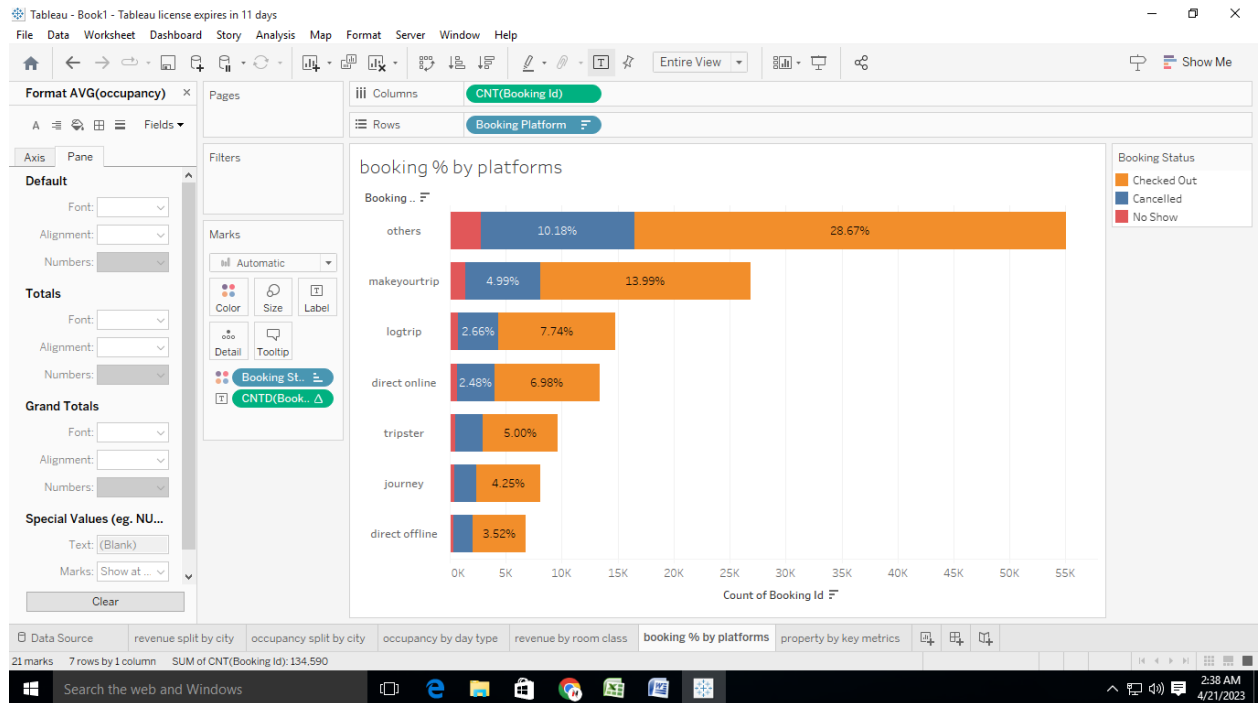 Tableau - Book1 - Tableau license expires in 11 days
File Data Worksheet Dashboard Story Analysis Map Format Server Window Help
Entire View
Show Me
Format AVG(occupancy) ×
Fields
Axis Pane
Default
Font:
Alignment:
Numbers:
Totals
Font:
Alignment:
Numbers:
Grand Totals
Font:
Alignment:
Numbers:
Special Values (eg. NU...
Text: (Blank)
Marks: Show at ...
Clear
Pages
Filters
Marks
Automatic
Color Size Label
Detail Tooltip
Booking St..
CNTD(Book.. Δ
Columns CNT(Booking Id)
Rows Booking Platform
booking % by platforms
Booking ..
others 10.18% 28.67%
makeyourtrip 4.99% 13.99%
logtrip 2.66% 7.74%
direct online 2.48% 6.98%
tripster 5.00%
journey 4.25%
direct offline 3.52%
0K 5K 10K 15K 20K 25K 30K 35K 40K 45K 50K 55K
Count of Booking Id
Booking Status
Checked Out
Cancelled
No Show
Data Source revenue split by city occupancy split by city occupancy by day type revenue by room class booking % by platforms property by key metrics
21 marks 7 rows by 1 column SUM of CNT(Booking Id): 134,590
Search the web and Windows
2:38 AM
4/21/2023